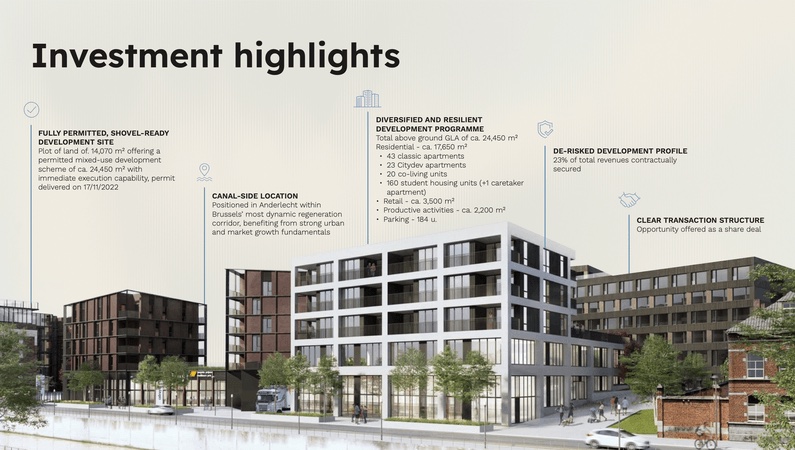 Investment highlights
FULLY PERMITTED, SHOVEL-READY
DEVELOPMENT SITE
Plot of land of. 14,070 m² offering a
permitted mixed-use development
scheme of ca. 24,450 m² with
immediate execution capability, permit
delivered on 17/11/2022
CANAL-SIDE LOCATION
Positioned in Anderlecht within
Brussels' most dynamic regeneration
corridor, benefiting from strong urban
and market growth fundamentals
DIVERSIFIED AND RESILIENT
DEVELOPMENT PROGRAMME
Total above ground GLA of ca. 24,450 m²
Residential - ca. 17,650 m²
• 43 classic apartments
• 23 Citydev apartments
• 20 co-living units
• 160 student housing units (+1 caretaker
apartment)
• Retail - ca. 3,500 m²
• Productive activities - ca. 2,200 m²
• Parking - 184 u.
DE-RISKED DEVELOPMENT PROFILE
23% of total revenues contractually
secured
CLEAR TRANSACTION STRUCTURE
Opportunity offered as a share deal